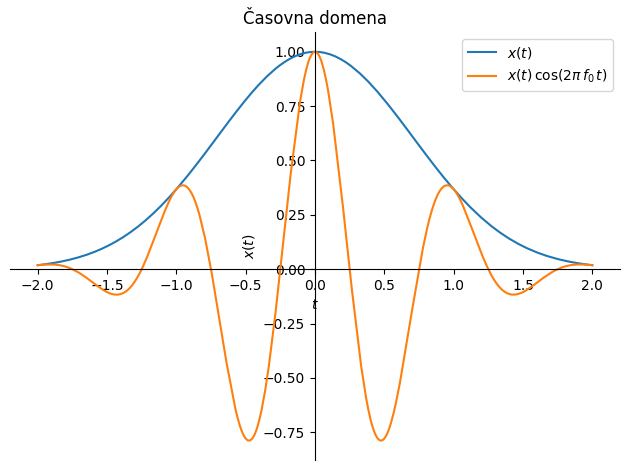 Časovna domena
x(t)
x(t) cos(2π f₀ t)
1.00
0.75
0.50
0.25
x(t)
0.00
−2.0 −1.5 −1.0 −0.5 0.0 0.5 1.0 1.5 2.0
t
−0.25
−0.50
−0.75